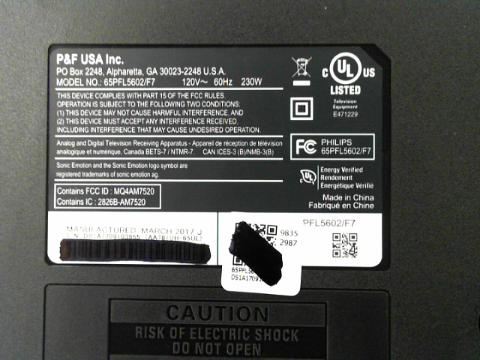 P&F USA Inc.
PO Box 2248, Alpharetta, GA 30023-2248 U.S.A.
MODEL NO.: 65PFL5602/F7 120V~ 60Hz 230W
THIS DEVICE COMPLIES WITH PART 15 OF THE FCC RULES.
OPERATION IS SUBJECT TO THE FOLLOWING TWO CONDITIONS:
(1) THIS DEVICE MAY NOT CAUSE HARMFUL INTERFERENCE, AND
(2) THIS DEVICE MUST ACCEPT ANY INTERFERENCE RECEIVED,
INCLUDING INTERFERENCE THAT MAY CAUSE UNDESIRED OPERATION.
Analog and Digital Television Receiving Apparatus - Appareil de réception de télévision
analogique et numérique. Canada BETS-7 / NTMR-7 CAN ICES-3 (B)/NMB-3(B)
Sonic Emotion and the Sonic Emotion logo symbol are
registered trademarks of sonic emotion ag.
Contains FCC ID : MQ4AM7520
Contains IC : 2826B-AM7520
C UL US
LISTED
Television
Equipment
E471229
FC PHILIPS
65PFL5602/F7
Energy Verified
Rendement
Énergétique Vérifié
Made in China
Fabriqué en Chine
MANUFACTURED: MARCH 2017 J
PFL5602/F7
9835
2987
65PFL5
DS1A1709
CAUTION
RISK OF ELECTRIC SHOCK
DO NOT OPEN